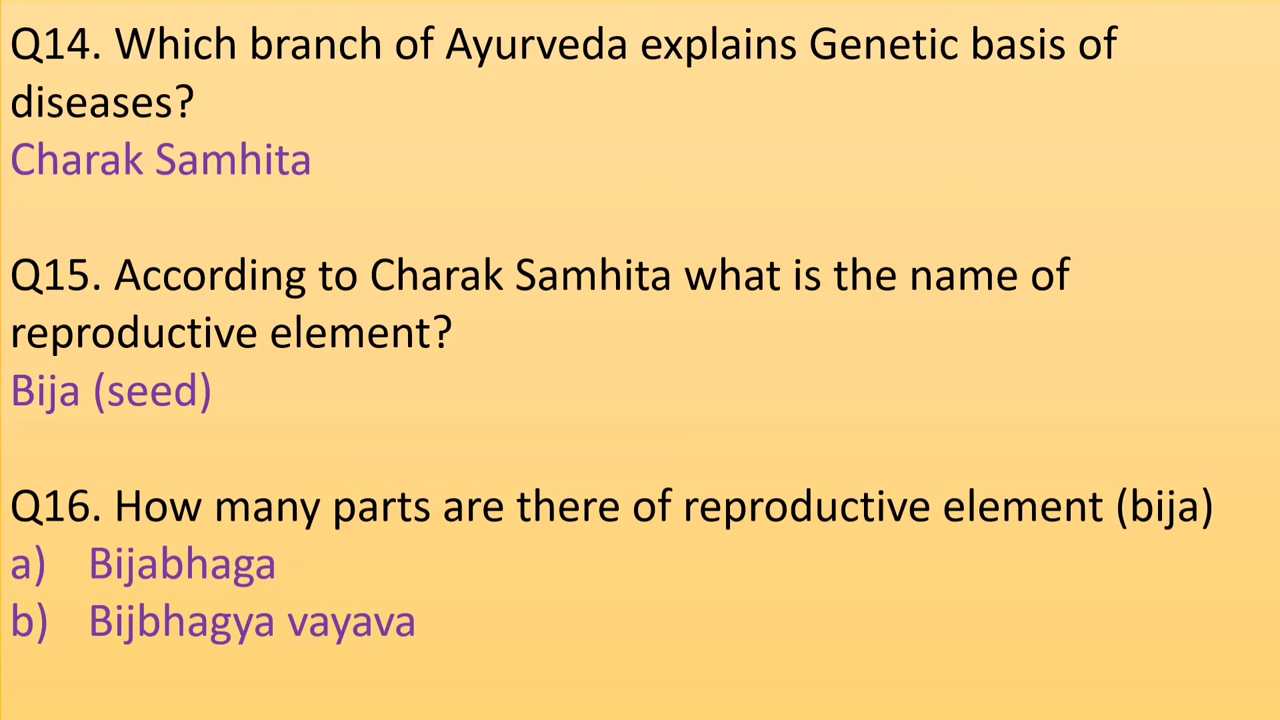 Q14. Which branch of Ayurveda explains Genetic basis of
diseases?
Charak Samhita
Q15. According to Charak Samhita what is the name of
reproductive element?
Bija (seed)
Q16. How many parts are there of reproductive element (bija)
a) Bijabhaga
b) Bijbhagya vayava